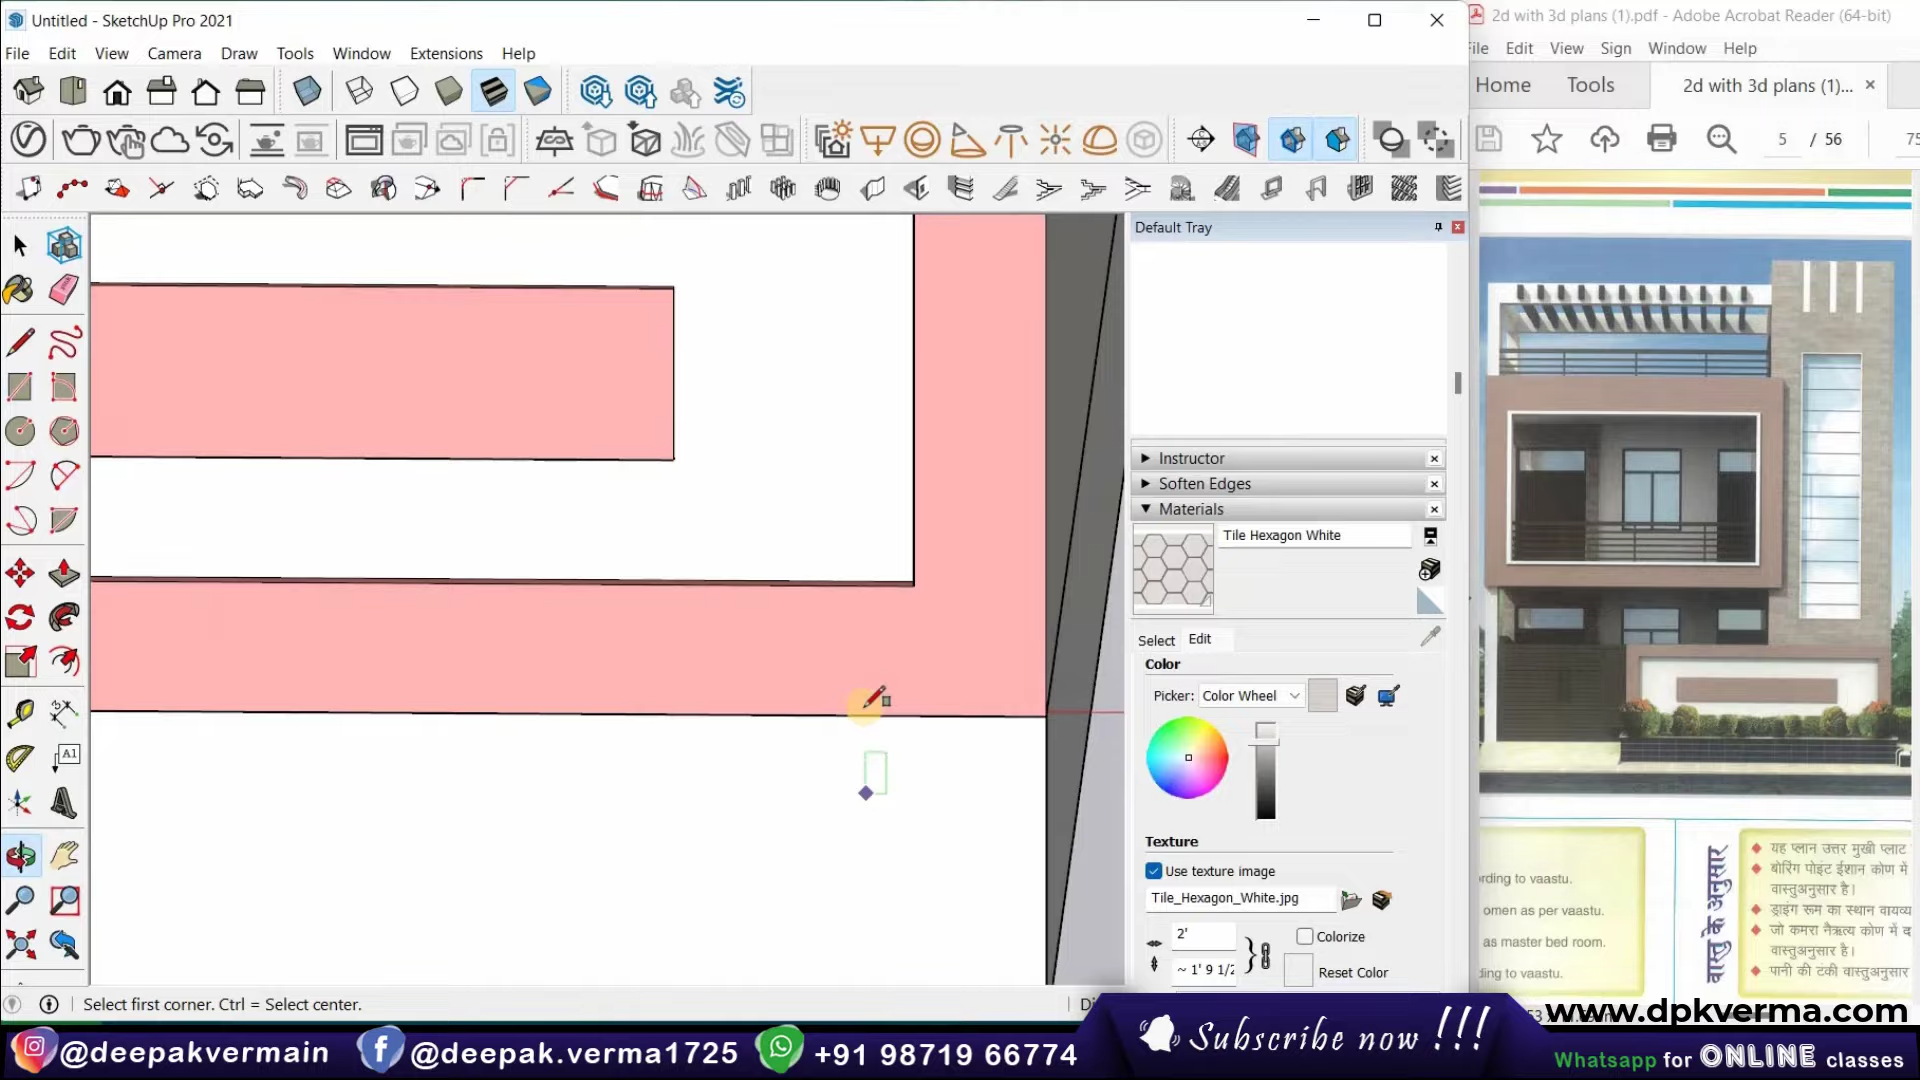 Untitled - SketchUp Pro 2021
File Edit View Camera Draw Tools Window Extensions Help
2d with 3d plans (1).pdf - Adobe Acrobat Reader (64-bit)
File Edit View Sign Window Help
Home Tools 2d with 3d plans (1)... ×
5 / 56 75
Default Tray
Instructor
Soften Edges
Materials
Tile Hexagon White
Select Edit
Color
Picker: Color Wheel
Texture
Use texture image
Tile_Hexagon_White.jpg
2' Colorize
~ 1' 9 1/2 Reset Color
A1
Select first corner. Ctrl = Select center.
ording to vaastu.
omen as per vaastu.
as master bed room.
ding to vaastu.
वास्तु के अनुसार
यह प्लान उत्तर मुखी प्लाट
बोरिंग पोइंट ईशान कोण में
वास्तुअनुसार है।
ड्राइंग रूम का स्थान वायव्य
जो कमरा नैऋत्य कोण में द
वास्तुअनुसार है।
पानी की टंकी वास्तुअनुसार
www.dpkverma.com
@deepakvermain @deepak.verma1725 +91 98719 66774
Subscribe now !!!
Whatsapp for ONLINE classes